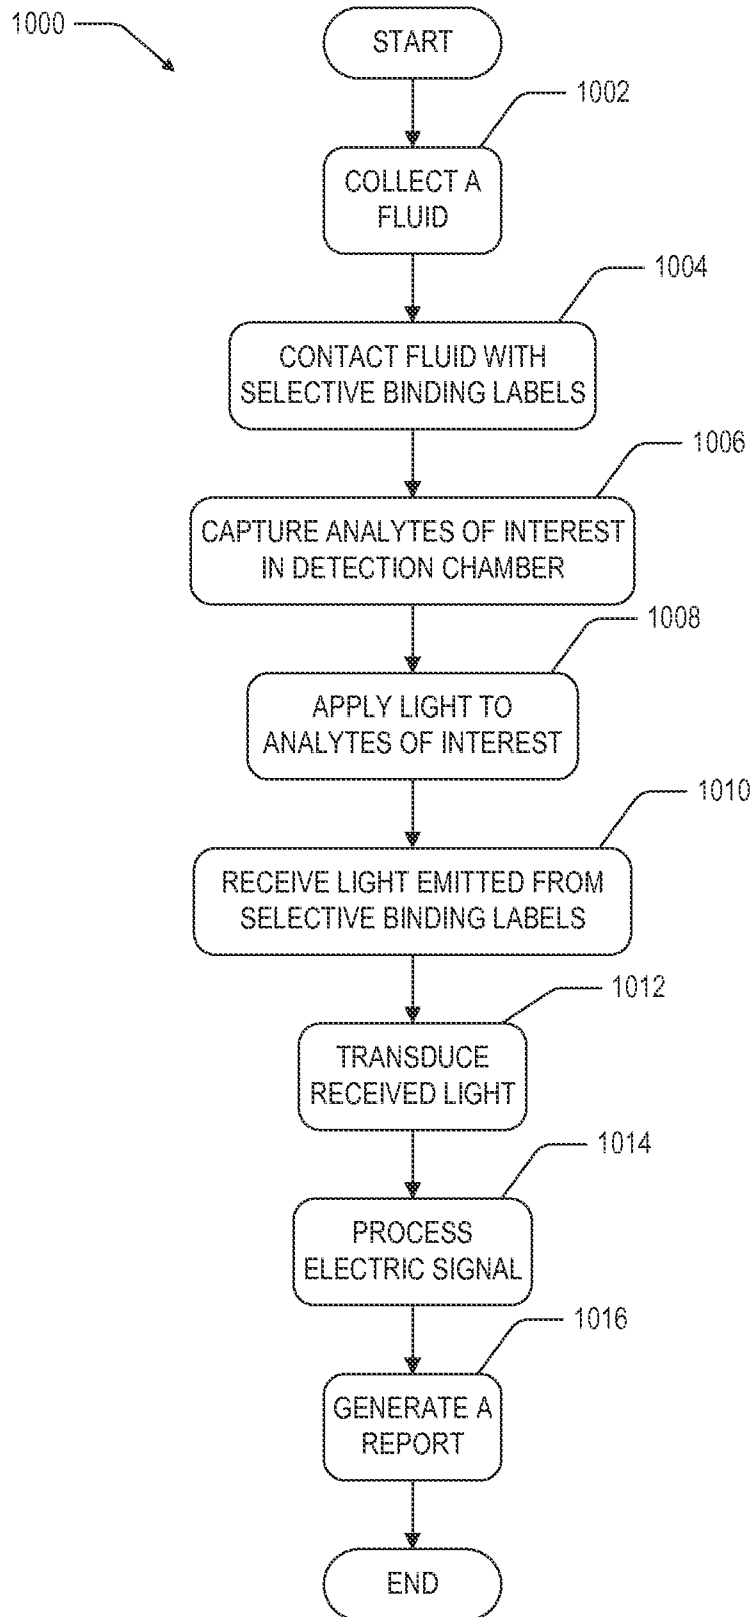 1000
START
1002
COLLECT A
FLUID
1004
CONTACT FLUID WITH
SELECTIVE BINDING LABELS
1006
CAPTURE ANALYTES OF INTEREST
IN DETECTION CHAMBER
1008
APPLY LIGHT TO
ANALYTES OF INTEREST
1010
RECEIVE LIGHT EMITTED FROM
SELECTIVE BINDING LABELS
1012
TRANSDUCE
RECEIVED LIGHT
1014
PROCESS
ELECTRIC SIGNAL
1016
GENERATE A
REPORT
END